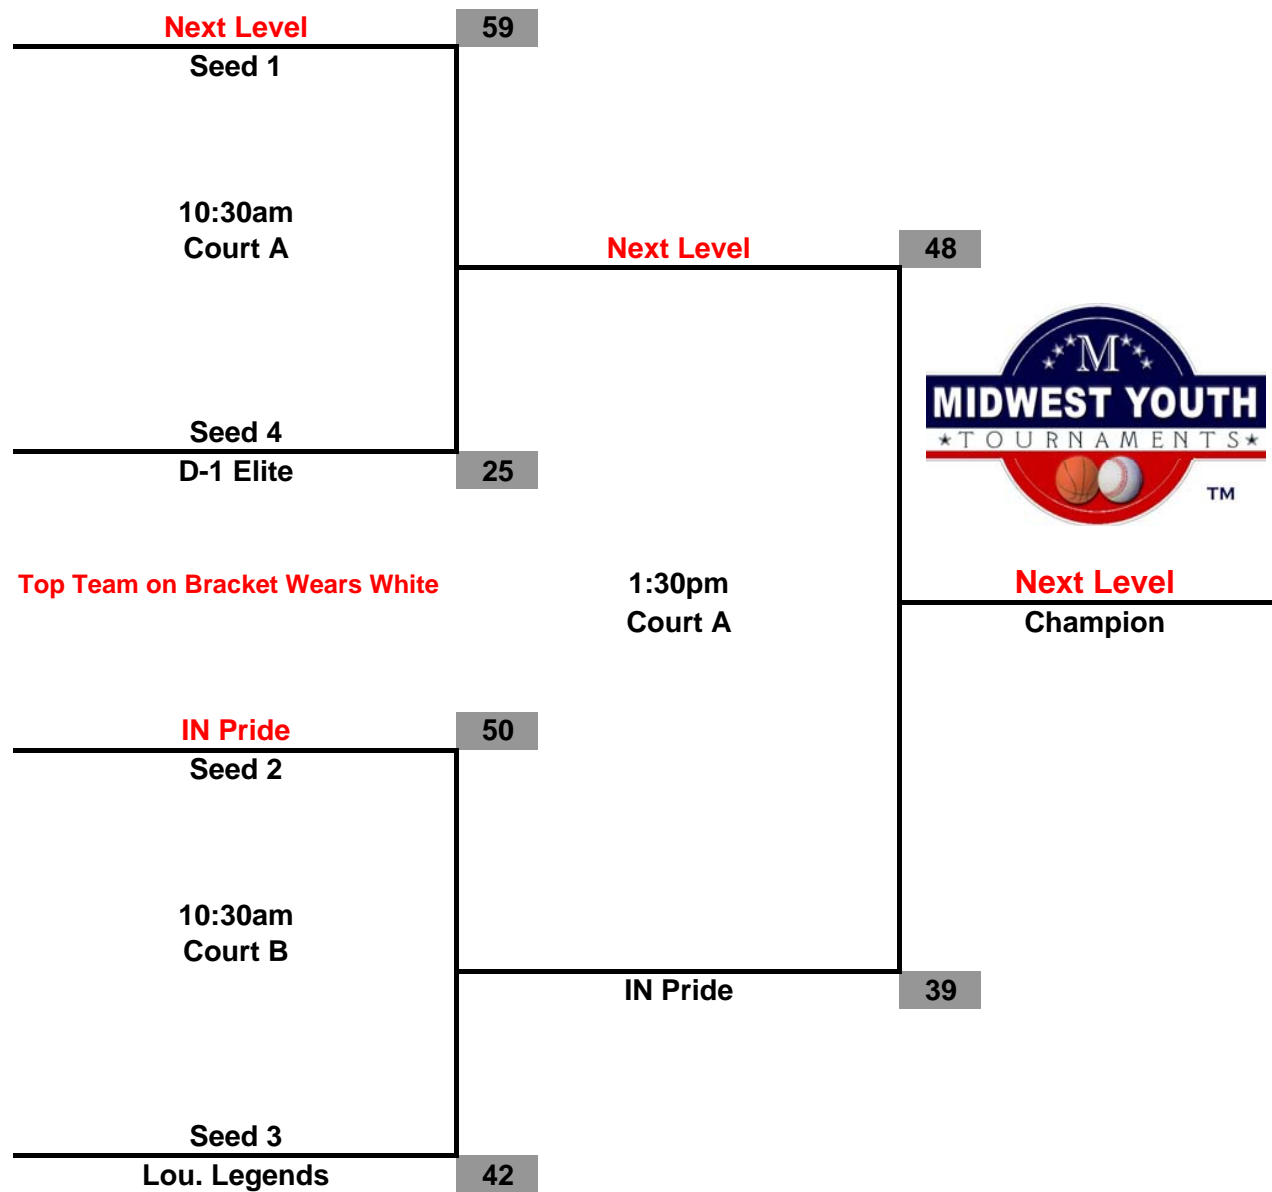 Next Level 59
Seed 1
10:30am
Court A
Next Level 48
M
MIDWEST YOUTH
★TOURNAMENTS★
TM
Seed 4
D-1 Elite 25
Top Team on Bracket Wears White
1:30pm
Court A
Next Level
Champion
IN Pride 50
Seed 2
10:30am
Court B
IN Pride 39
Seed 3
Lou. Legends 42